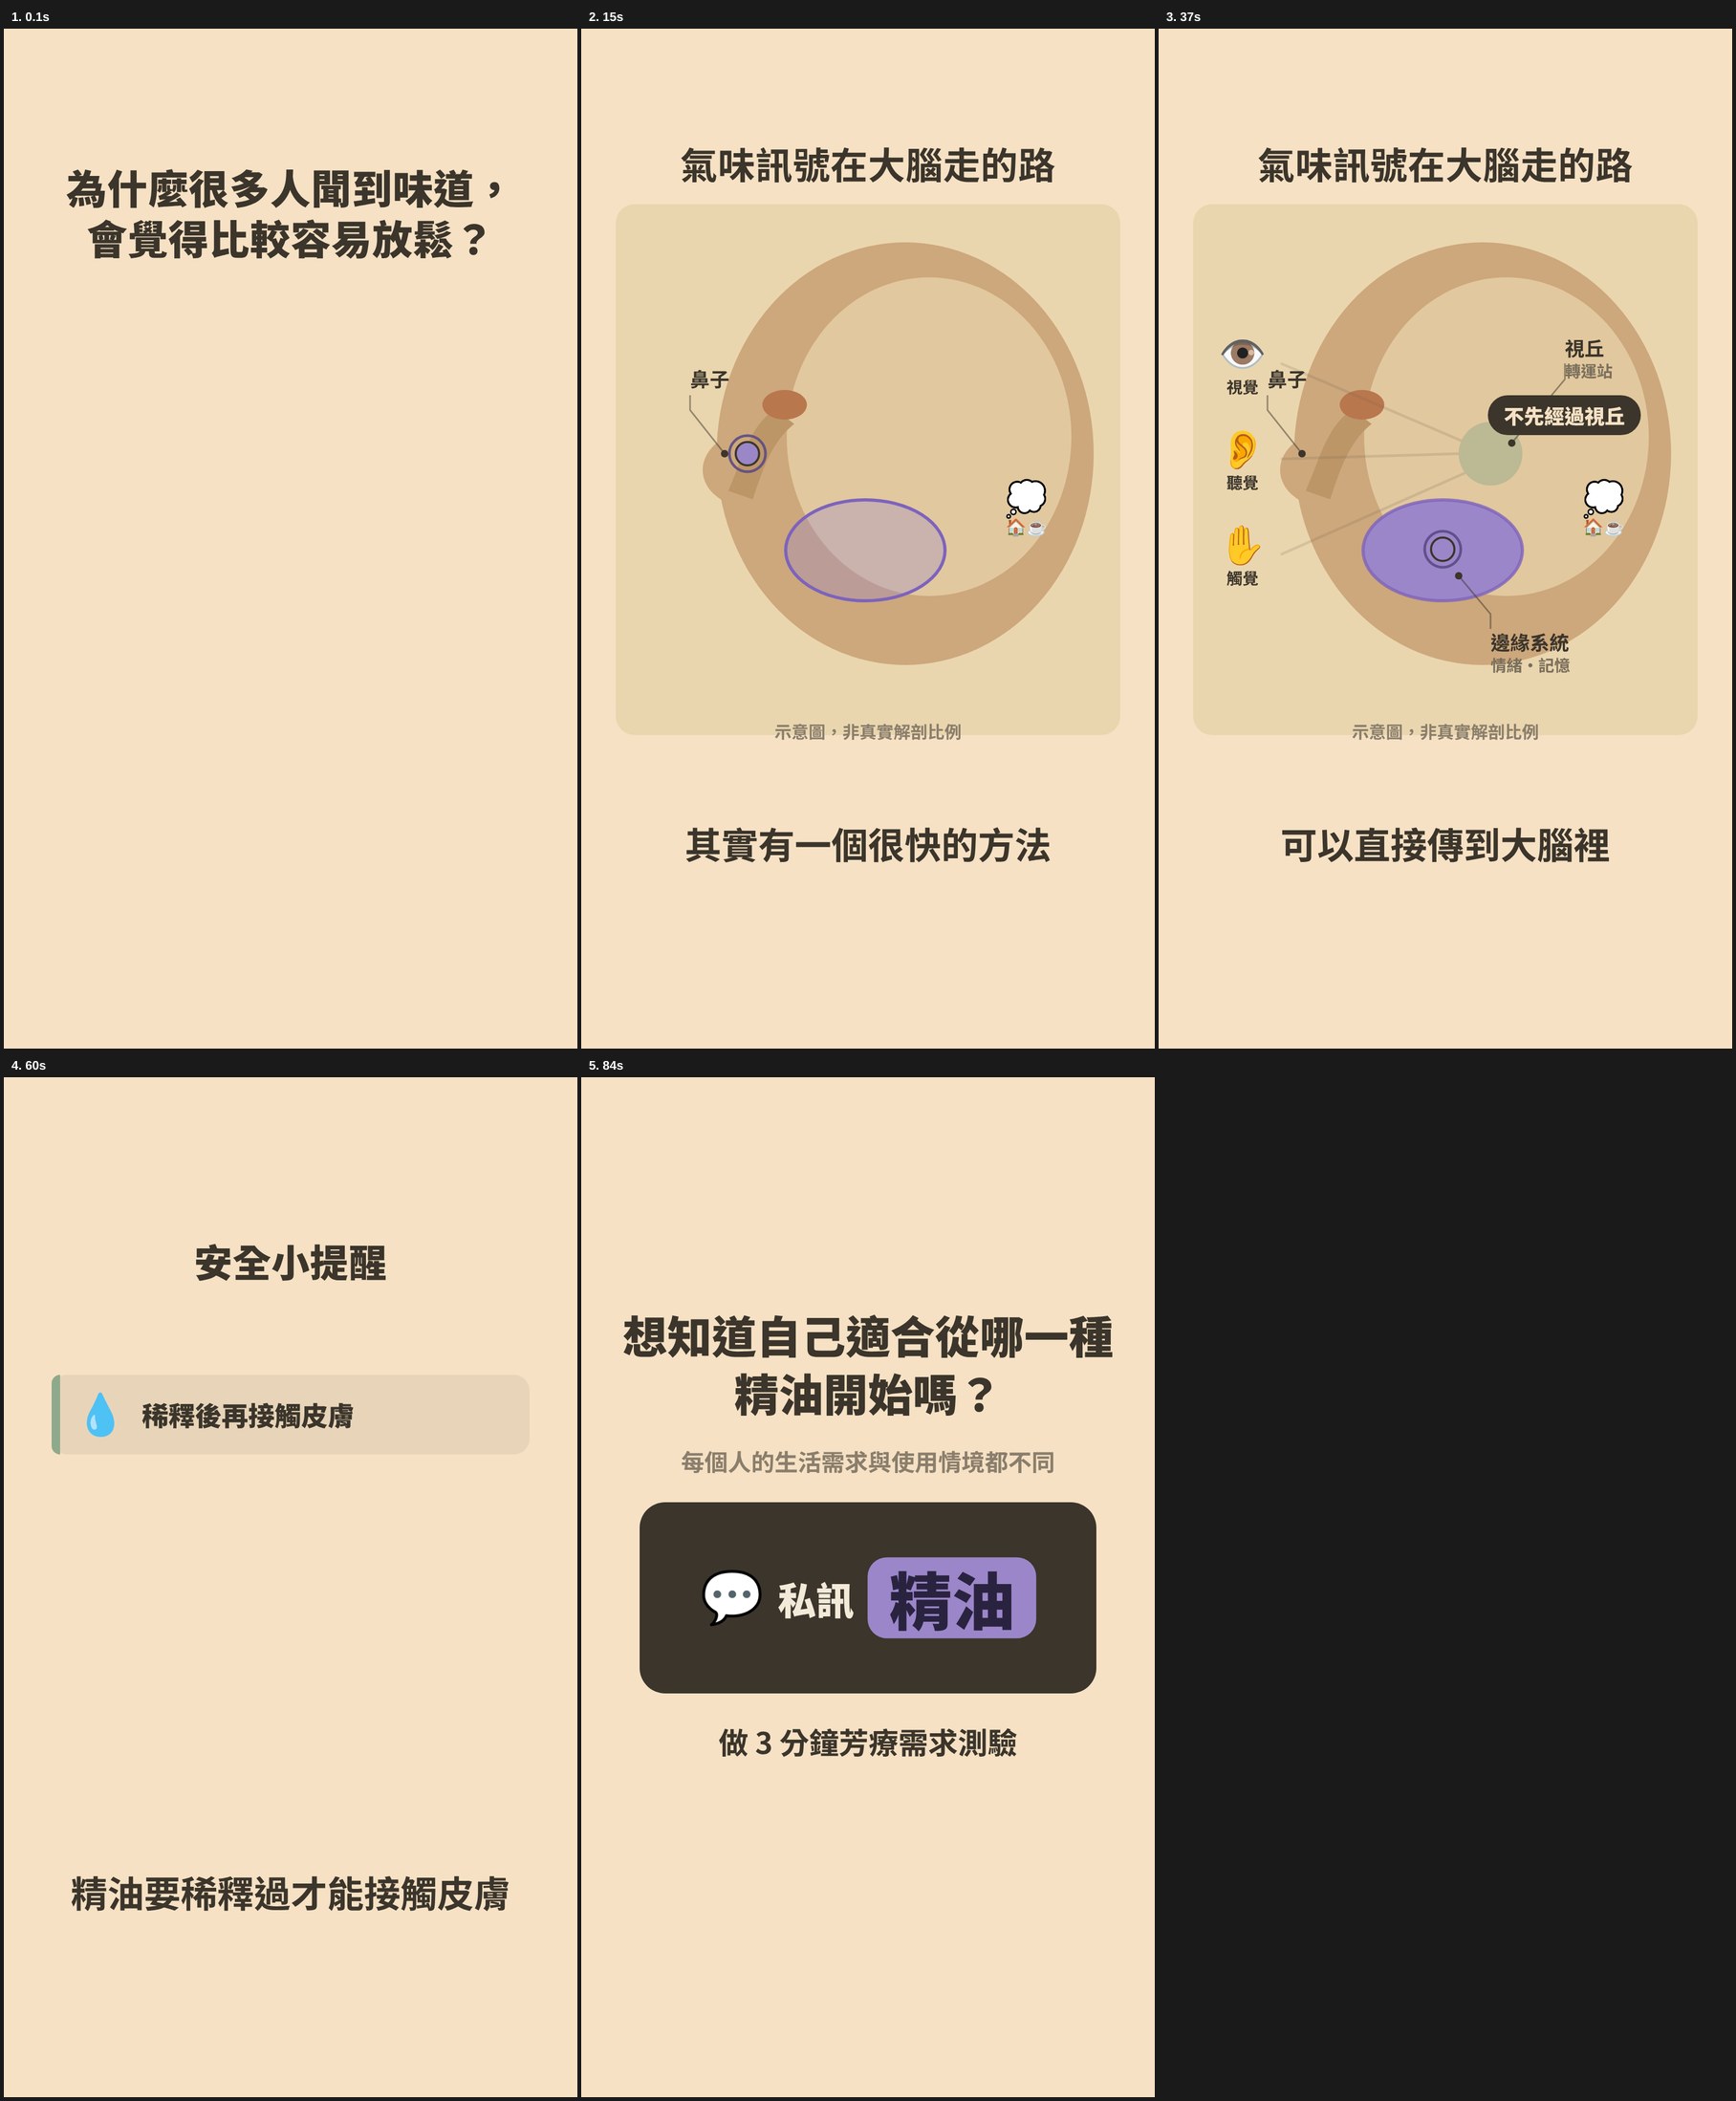 1. 0.1s
為什麼很多人聞到味道，
會覺得比較容易放鬆？
2. 15s
氣味訊號在大腦走的路
鼻子
示意圖，非真實解剖比例
其實有一個很快的方法
3. 37s
氣味訊號在大腦走的路
視覺
鼻子
視丘
轉運站
不先經過視丘
聽覺
觸覺
邊緣系統
情緒・記憶
示意圖，非真實解剖比例
可以直接傳到大腦裡
4. 60s
安全小提醒
稀釋後再接觸皮膚
精油要稀釋過才能接觸皮膚
5. 84s
想知道自己適合從哪一種
精油開始嗎？
每個人的生活需求與使用情境都不同
私訊 精油
做 3 分鐘芳療需求測驗